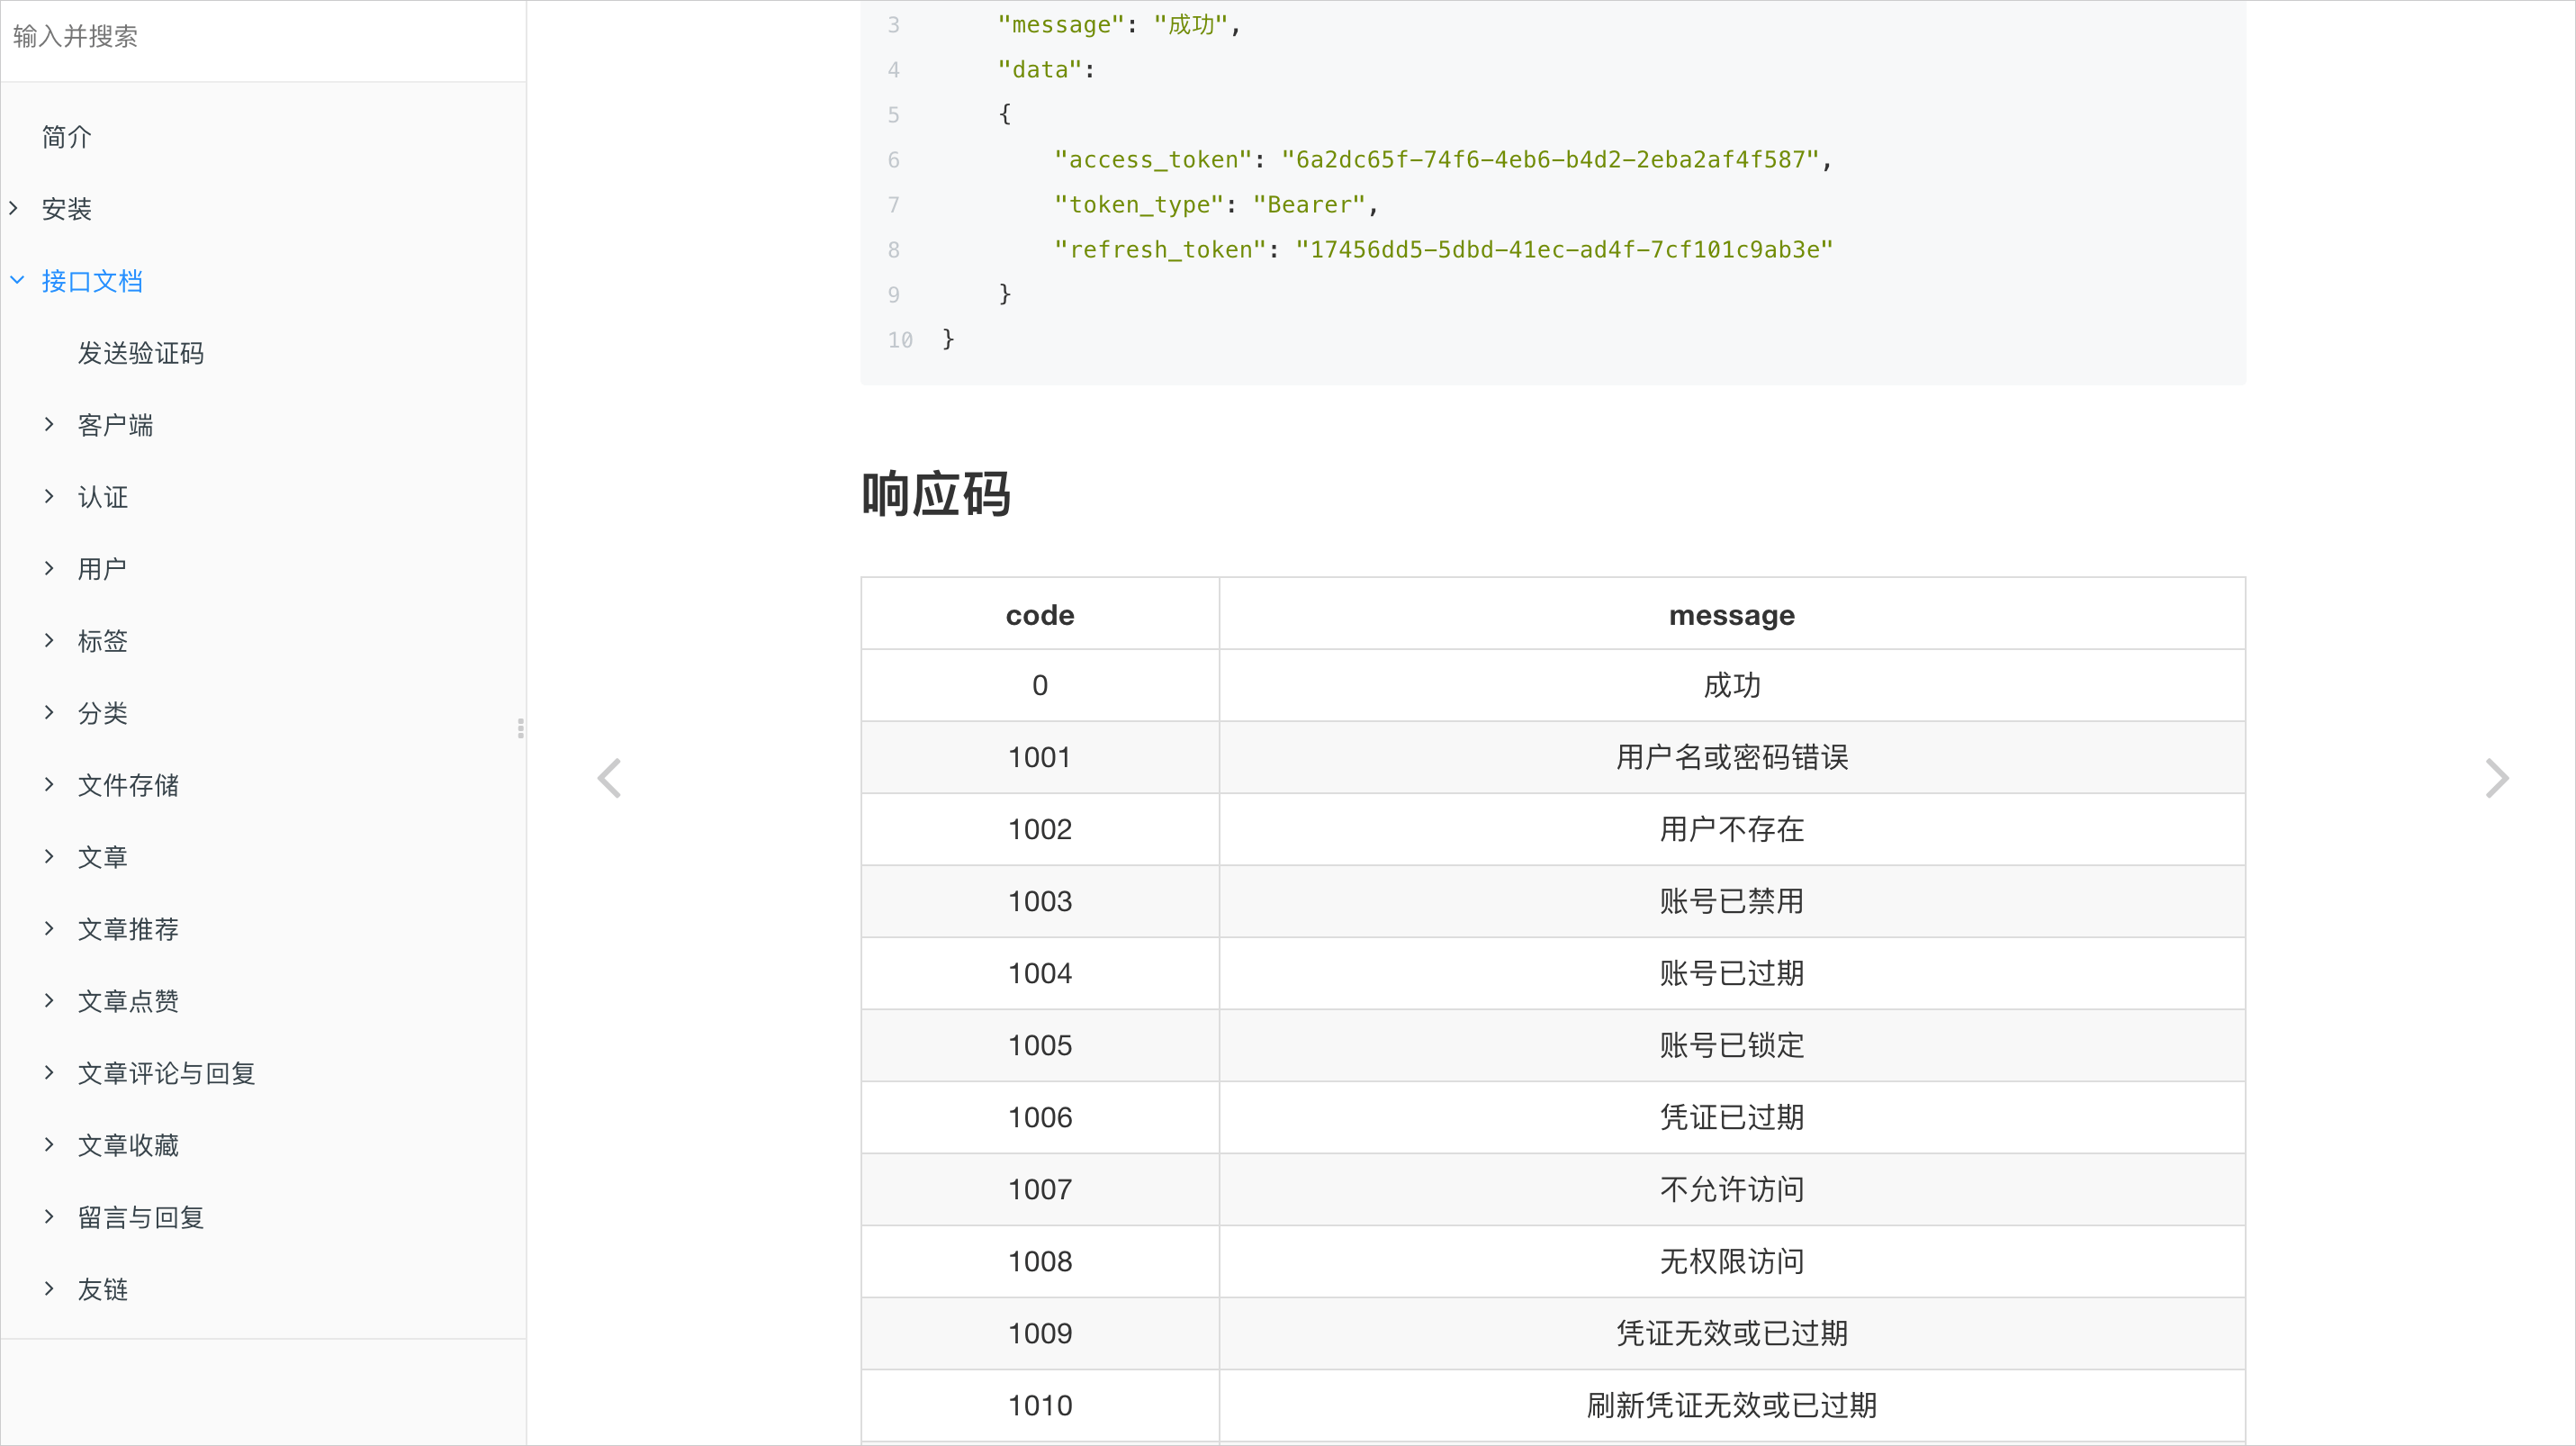 输入并搜索
简介
安装
接口文档
发送验证码
客户端
认证
用户
标签
分类
文件存储
文章
文章推荐
文章点赞
文章评论与回复
文章收藏
留言与回复
友链
3 "message": "成功",
4 "data":
5 {
6 "access_token": "6a2dc65f-74f6-4eb6-b4d2-2eba2af4f587",
7 "token_type": "Bearer",
8 "refresh_token": "17456dd5-5dbd-41ec-ad4f-7cf101c9ab3e"
9 }
10 }
响应码
code message
0 成功
1001 用户名或密码错误
1002 用户不存在
1003 账号已禁用
1004 账号已过期
1005 账号已锁定
1006 凭证已过期
1007 不允许访问
1008 无权限访问
1009 凭证无效或已过期
1010 刷新凭证无效或已过期